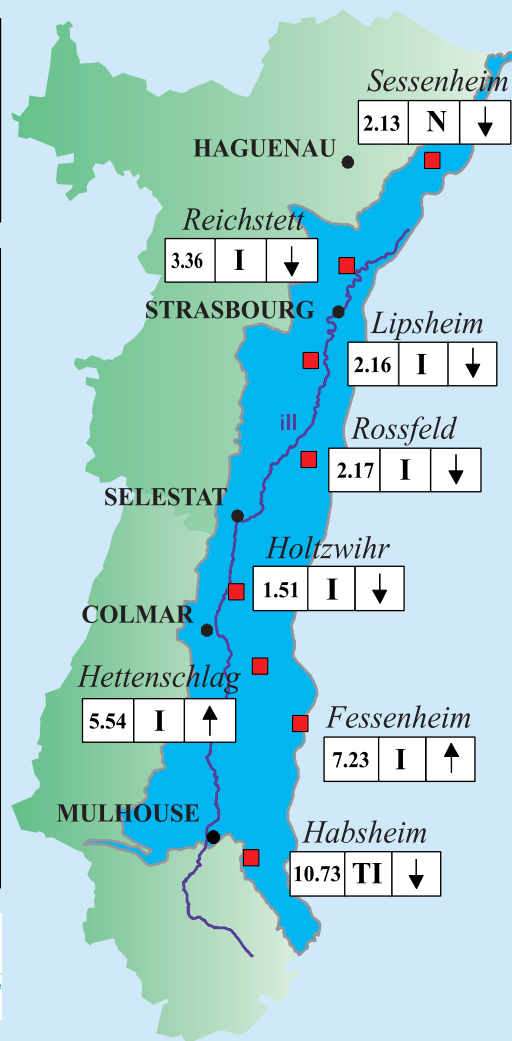 Sessenheim
2.13 N ↓
HAGUENAU
Reichstett
3.36 I ↓
STRASBOURG
Lipsheim
2.16 I ↓
ill
Rossfeld
2.17 I ↓
SELESTAT
Holtzwihr
1.51 I ↓
COLMAR
Hettenschlag
5.54 I ↑
Fessenheim
7.23 I ↑
MULHOUSE
Habsheim
10.73 TI ↓